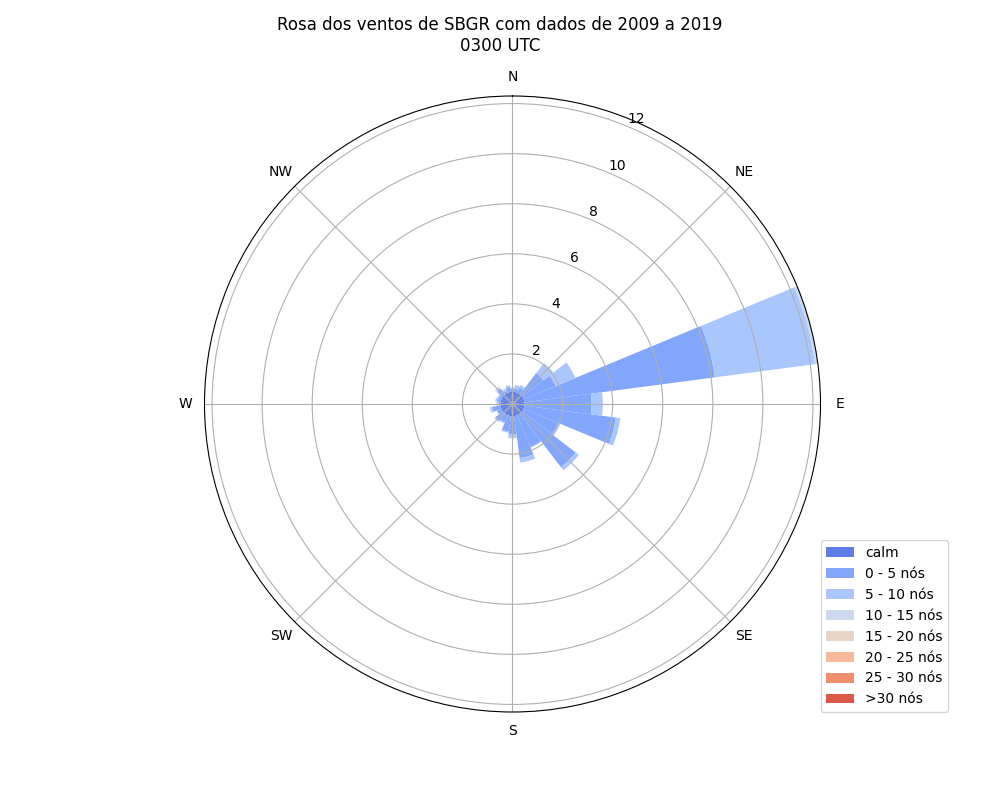 Rosa dos ventos de SBGR com dados de 2009 a 2019
0300 UTC
N
NW
NE
12
10
8
6
4
2
W
E
SW
SE
S
calm
0 - 5 nós
5 - 10 nós
10 - 15 nós
15 - 20 nós
20 - 25 nós
25 - 30 nós
>30 nós